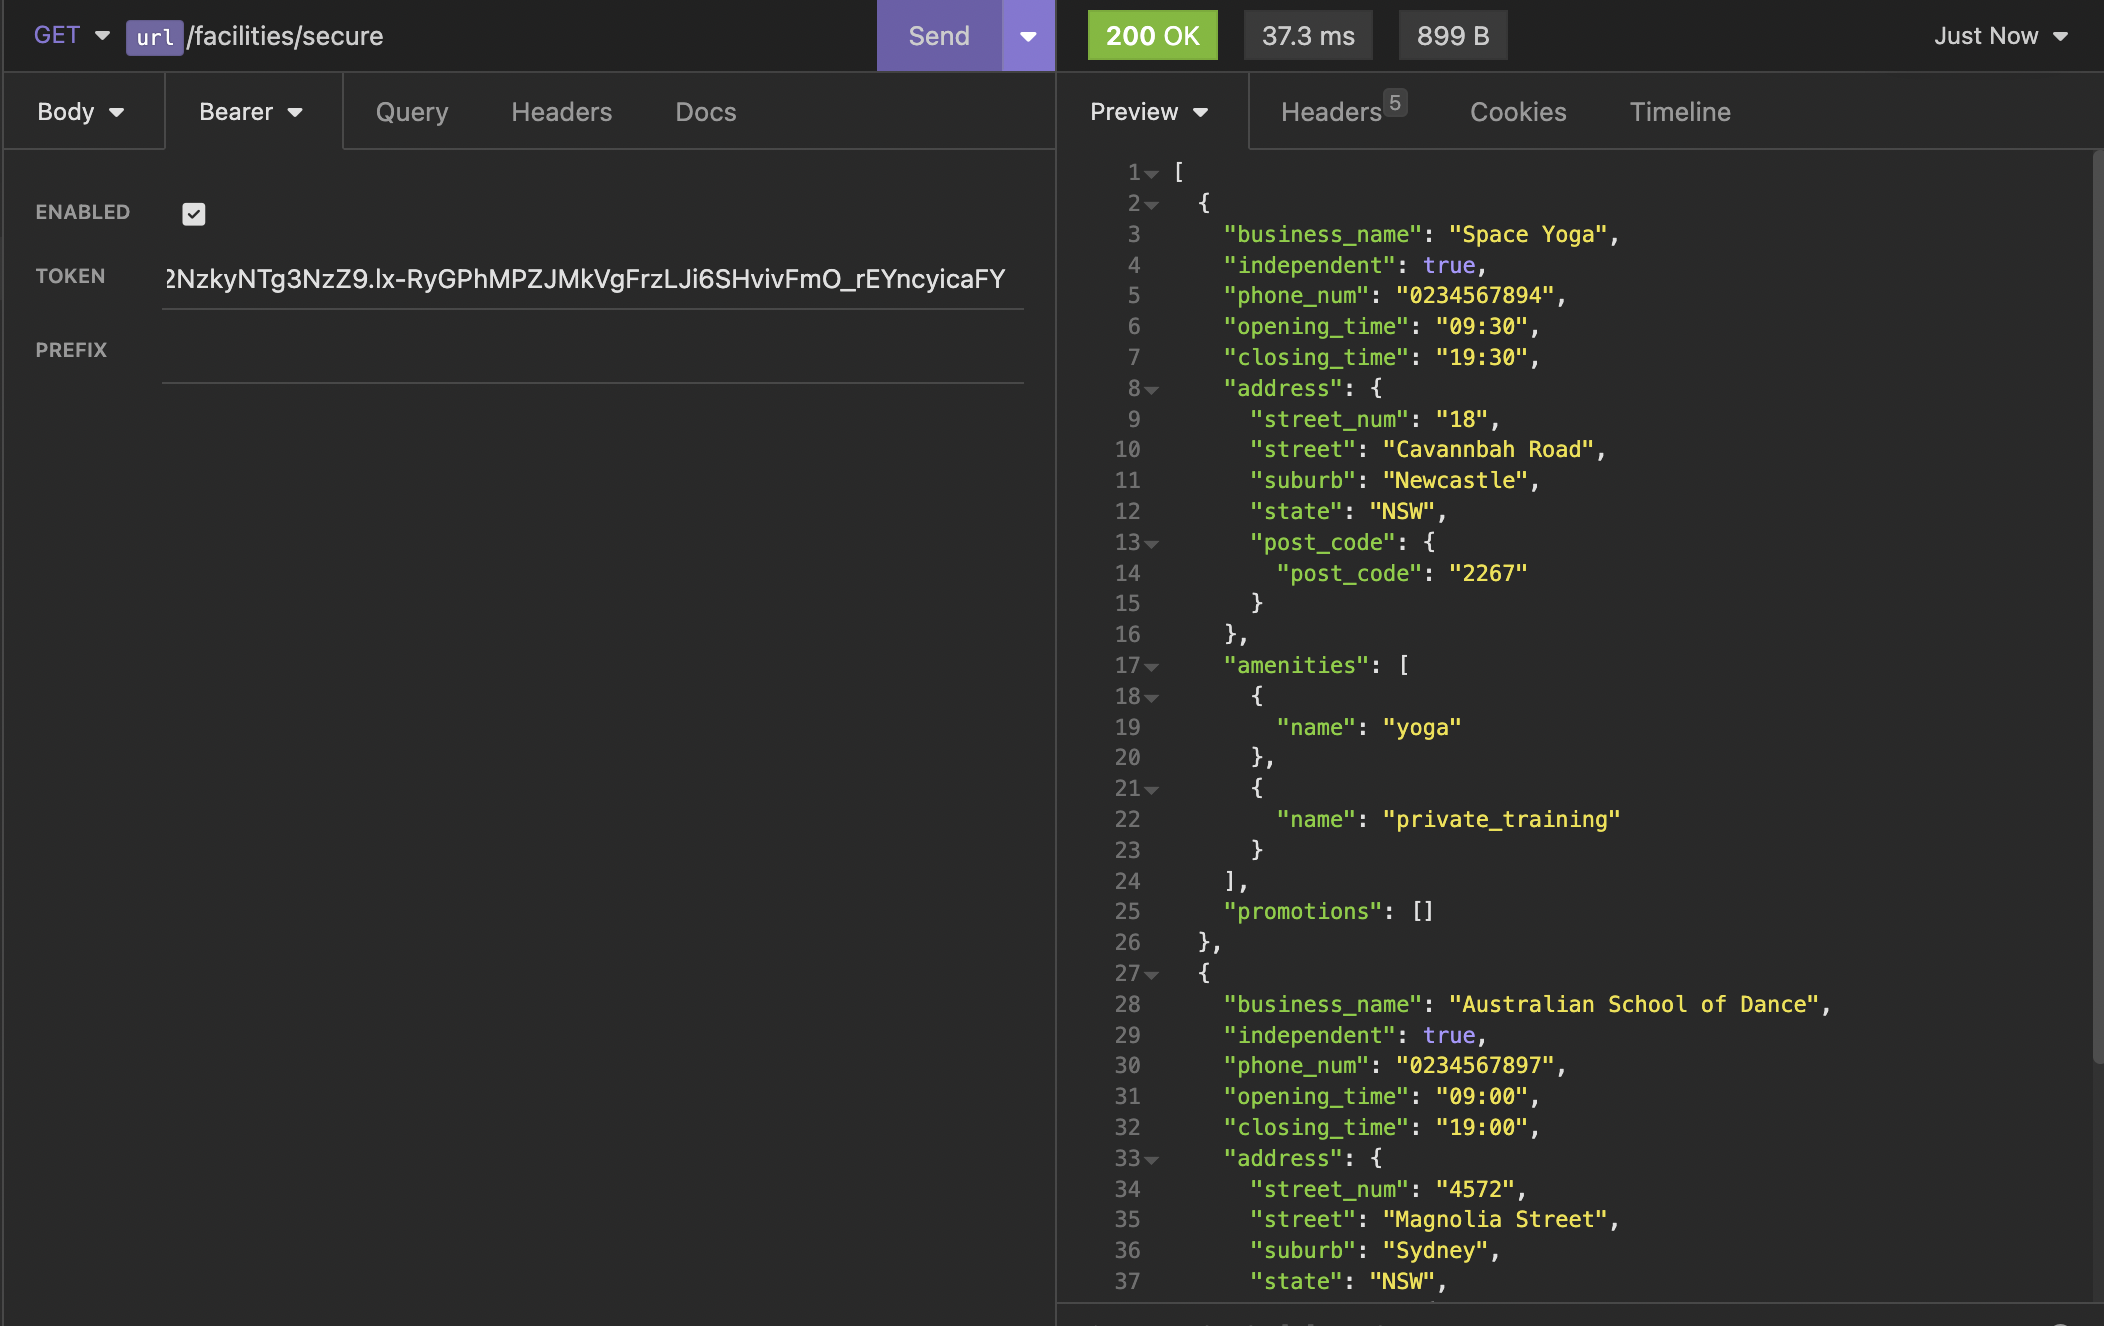 GET url/facilities/secure Send
200 OK 37.3 ms 899 B Just Now
Body Bearer Query Headers Docs
ENABLED
TOKEN 2NzkyNTg3NzZ9.lx-RyGPhMPZJMkVgFrzLJi6SHvivFmO_rEYncyicaFY
PREFIX
Preview Headers 5 Cookies Timeline
1 [
2 {
3 "business_name": "Space Yoga",
4 "independent": true,
5 "phone_num": "0234567894",
6 "opening_time": "09:30",
7 "closing_time": "19:30",
8 "address": {
9 "street_num": "18",
10 "street": "Cavannbah Road",
11 "suburb": "Newcastle",
12 "state": "NSW",
13 "post_code": {
14 "post_code": "2267"
15 }
16 },
17 "amenities": [
18 {
19 "name": "yoga"
20 },
21 {
22 "name": "private_training"
23 }
24 ],
25 "promotions": []
26 },
27 {
28 "business_name": "Australian School of Dance",
29 "independent": true,
30 "phone_num": "0234567897",
31 "opening_time": "09:00",
32 "closing_time": "19:00",
33 "address": {
34 "street_num": "4572",
35 "street": "Magnolia Street",
36 "suburb": "Sydney",
37 "state": "NSW",